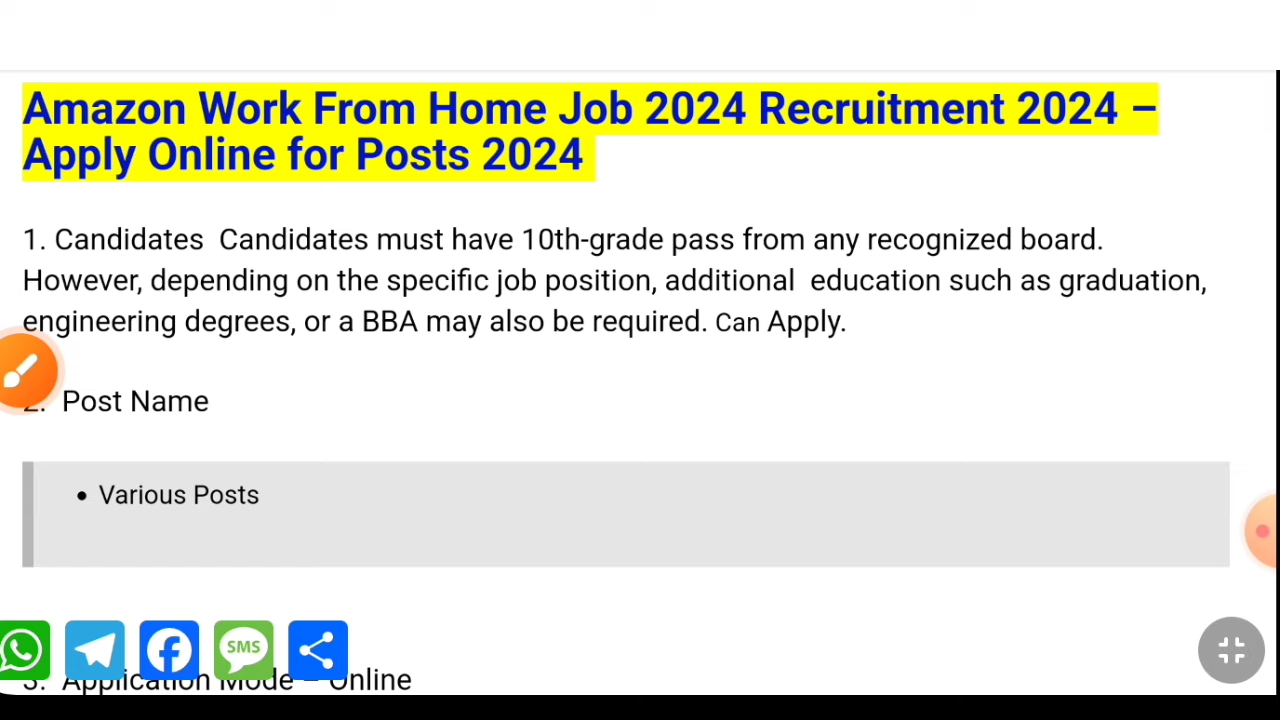 Amazon Work From Home Job 2024 Recruitment 2024 –
Apply Online for Posts 2024
1. Candidates  Candidates must have 10th-grade pass from any recognized board.
However, depending on the specific job position, additional  education such as graduation,
engineering degrees, or a BBA may also be required. Can Apply.
2.  Post Name
• Various Posts
SMS
3.  Application Mode – Online